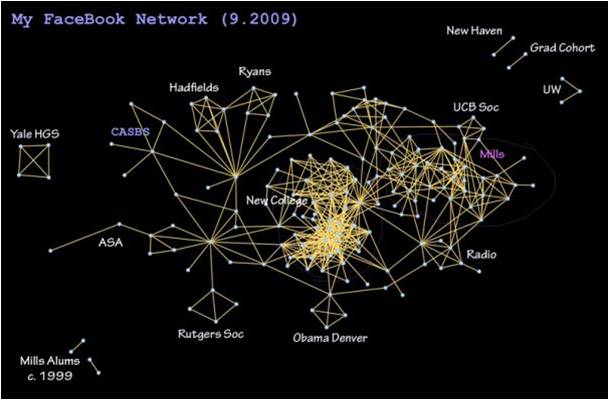 My FaceBook Network (9.2009)
New Haven
Grad Cohort
Ryans
Hadfields
UW
UCB Soc
Yale HGS
CASBS
Mills
New College
ASA
Radio
Rutgers Soc
Obama Denver
Mills Alums
c. 1999